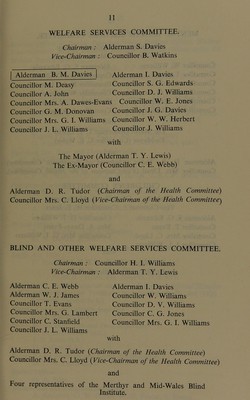 11
WELFARE SERVICES COMMITTEE.
Chairman : Alderman S. Davies
Vice-Chairman : Councillor B. Watkins
Alderman B. M. Davies Alderman I. Davies
Councillor M. Deasy Councillor S. G. Edwards
Councillor A. John Councillor D. J. Williams
Councillor Mrs. A. Dawes-Evans Councillor W. E. Jones
Councillor G. M. Donovan Councillor J. G. Davies
Councillor Mrs. G. I. Williams Councillor W. W. Herbert
Councillor J. L. Williams Councillor J. Williams
with
The Mayor (Alderman T. Y. Lewis)
The Ex-Mayor (Councillor C. E. Webb)
and
Alderman D. R. Tudor (Chairman of the Health Committee)
Councillor Mrs. C. Lloyd (Vice-Chairman of the Health Committee)
BLIND AND OTHER WELFARE SERVICES COMMITTEE.
Chairman : Councillor H. I. Williams
Vice-Chairman : Alderman T. Y. Lewis
Alderman C. E. Webb Alderman I. Davies
Alderman W. J. James Councillor W. Williams
Councillor T. Evans Councillor D. V. Williams
Councillor Mrs. G. Lambert Councillor C. G. Jones
Councillor C. Stanfield Councillor Mrs. G. I. Williams
Councillor J. L. Williams
with
Alderman D. R. Tudor (Chairman of the Health Committee)
Councillor Mrs. C. Lloyd (Vice-Chairman of the Health Committee)
and
Four representatives of the Merthyr and Mid-Wales Blind
Institute.